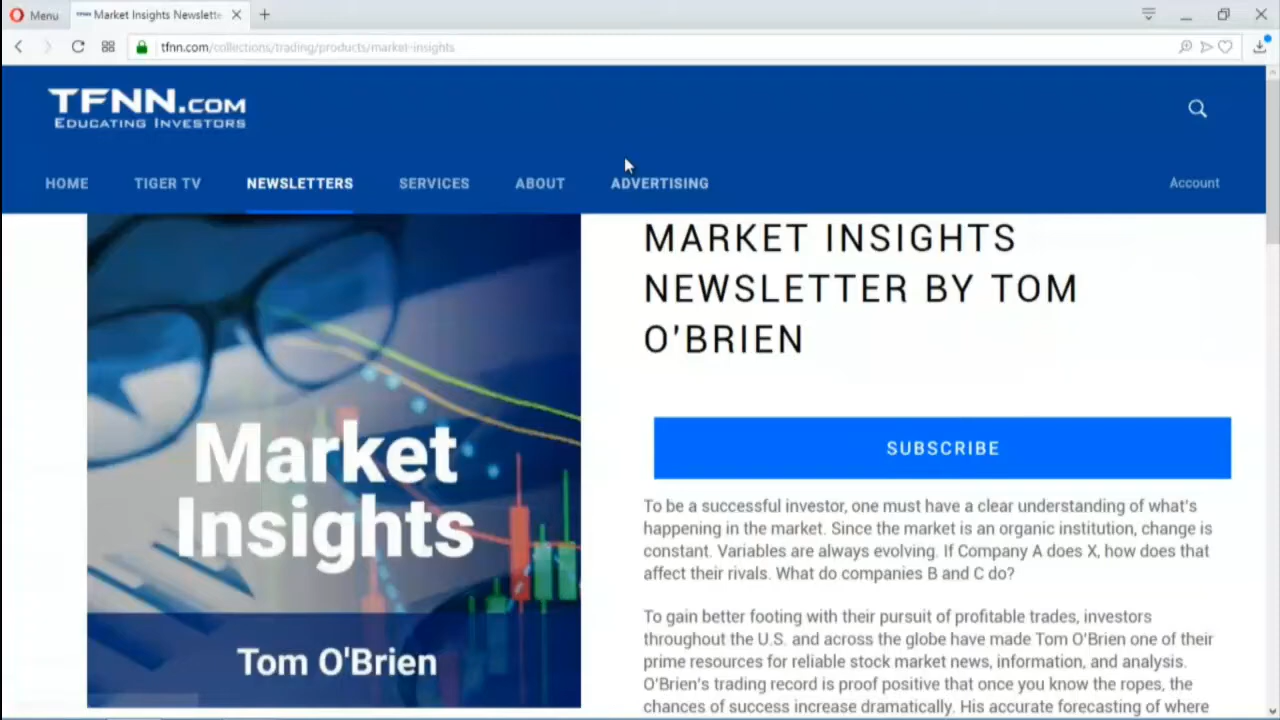 Menu
Market Insights Newslette
tfnn.com/collections/trading/products/market-insights
TFNN.COM
EDUCATING INVESTORS
HOME TIGER TV NEWSLETTERS SERVICES ABOUT ADVERTISING Account
MARKET INSIGHTS
NEWSLETTER BY TOM
O'BRIEN
Market
Insights
Tom O'Brien
SUBSCRIBE
To be a successful investor, one must have a clear understanding of what's
happening in the market. Since the market is an organic institution, change is
constant. Variables are always evolving. If Company A does X, how does that
affect their rivals. What do companies B and C do?
To gain better footing with their pursuit of profitable trades, investors
throughout the U.S. and across the globe have made Tom O'Brien one of their
prime resources for reliable stock market news, information, and analysis.
O'Brien's trading record is proof positive that once you know the ropes, the
chances of success increase dramatically. His accurate forecasting of where